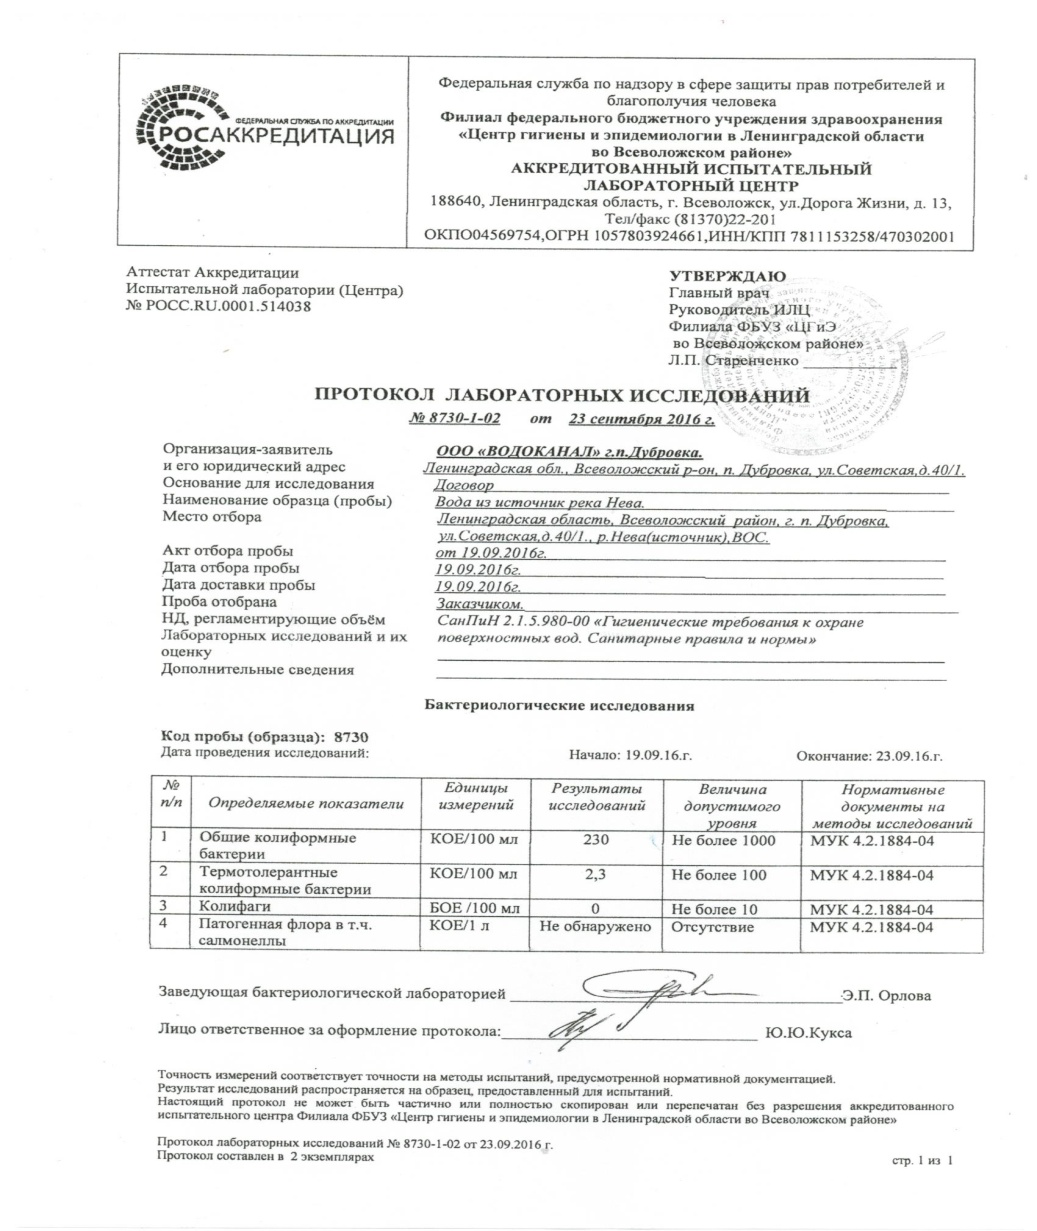 ФЕДЕРАЛЬНАЯ СЛУЖБА ПО АККРЕДИТАЦИИ
РОСАККРЕДИТАЦИЯ
Федеральная служба по надзору в сфере защиты прав потребителей и
благополучия человека
Филиал федерального бюджетного учреждения здравоохранения
«Центр гигиены и эпидемиологии в Ленинградской области
во Всеволожском районе»
АККРЕДИТОВАННЫЙ ИСПЫТАТЕЛЬНЫЙ
ЛАБОРАТОРНЫЙ ЦЕНТР
188640, Ленинградская область, г. Всеволожск, ул.Дорога Жизни, д. 13,
Тел/факс (81370)22-201
ОКПО04569754,ОГРН 1057803924661,ИНН/КПП 7811153258/470302001
Аттестат Аккредитации
Испытательной лаборатории (Центра)
№ РОСС.RU.0001.514038
УТВЕРЖДАЮ
Главный врач
Руководитель ИЛЦ
Филиала ФБУЗ «ЦГиЭ
во Всеволожском районе»
Л.П. Старенченко
ПРОТОКОЛ ЛАБОРАТОРНЫХ ИССЛЕДОВАНИЙ
№ 8730-1-02 от 23 сентября 2016 г.
Организация-заявитель ООО «ВОДОКАНАЛ» г.п.Дубровка.
и его юридический адрес Ленинградская обл., Всеволожский р-он, п. Дубровка, ул.Советская,д.40/1.
Основание для исследования Договор
Наименование образца (пробы) Вода из источник река Нева.
Место отбора Ленинградская область, Всеволожсский район, г. п. Дубровка,
ул.Советская,д.40/1., р.Нева(источник),ВОС.
Акт отбора пробы от 19.09.2016г.
Дата отбора пробы 19.09.2016г.
Дата доставки пробы 19.09.2016г.
Проба отобрана Заказчиком.
НД, регламентирующие объём СанПиН 2.1.5.980-00 «Гигиенические требования к охране
Лабораторных исследований и их поверхностных вод. Санитарные правила и нормы»
оценку
Дополнительные сведения
Бактериологические исследования
Код пробы (образца): 8730
Дата проведения исследований: Начало: 19.09.16.г. Окончание: 23.09.16.г.
№ п/п Определяемые показатели Единицы измерений Результаты исследований Величина допустимого уровня Нормативные документы на методы исследований
1 Общие колиформные бактерии КОЕ/100 мл 230 Не более 1000 МУК 4.2.1884-04
2 Термотолерантные колиформные бактерии КОЕ/100 мл 2,3 Не более 100 МУК 4.2.1884-04
3 Колифаги БОЕ /100 мл 0 Не более 10 МУК 4.2.1884-04
4 Патогенная флора в т.ч. салмонеллы КОЕ/1 л Не обнаружено Отсутствие МУК 4.2.1884-04
Заведующая бактериологической лабораторией Э.П. Орлова
Лицо ответственное за оформление протокола: Ю.Ю.Кукса
Точность измерений соответствует точности на методы испытаний, предусмотренной нормативной документацией.
Результат исследований распространяется на образец, предоставленный для испытаний.
Настоящий протокол не может быть частично или полностью скопирован или перепечатан без разрешения аккредитованного
испытательного центра Филиала ФБУЗ «Центр гигиены и эпидемиологии в Ленинградской области во Всеволожском районе»
Протокол лабораторных исследований № 8730-1-02 от 23.09.2016 г.
Протокол составлен в 2 экземплярах
стр. 1 из 1